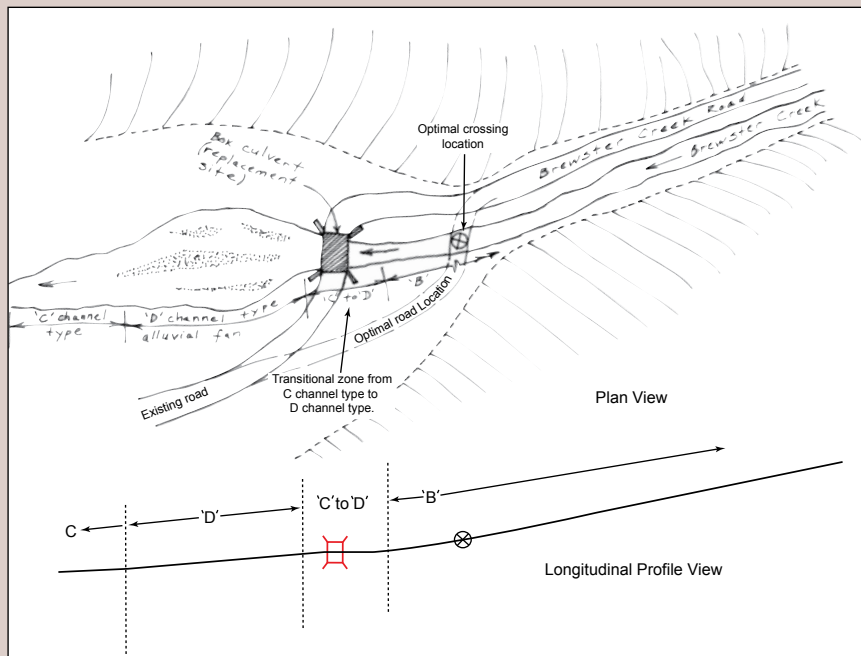 Optimal crossing
location
Brewster Creek Road
Brewster Creek
Box culvert
(replacement
site)
'B'
'C' to 'D'
Optimal road Location
'C' channel
type
'D' channel type
alluvial fan
Transitional zone from
C channel type to
D channel type.
Existing road
Plan View
C
'D'
'C' to 'D'
'B'
Longitudinal Profile View